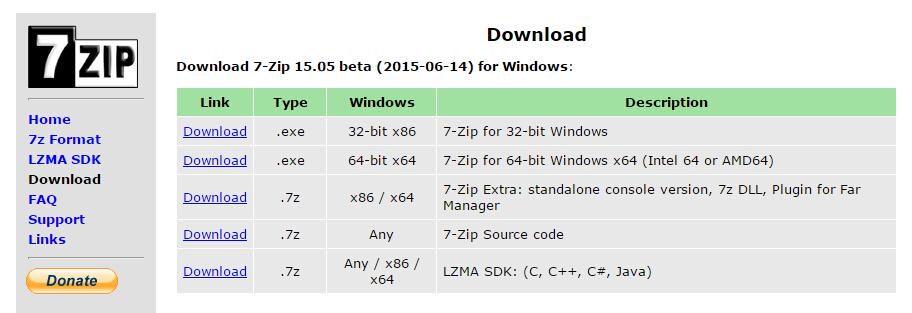 7ZIP
Home
7z Format
LZMA SDK
Download
FAQ
Support
Links
Donate
Download
Download 7-Zip 15.05 beta (2015-06-14) for Windows:
Link Type Windows Description
Download .exe 32-bit x86 7-Zip for 32-bit Windows
Download .exe 64-bit x64 7-Zip for 64-bit Windows x64 (Intel 64 or AMD64)
Download .7z x86 / x64 7-Zip Extra: standalone console version, 7z DLL, Plugin for Far
Manager
Download .7z Any 7-Zip Source code
Download .7z Any / x86 / LZMA SDK: (C, C++, C#, Java)
x64